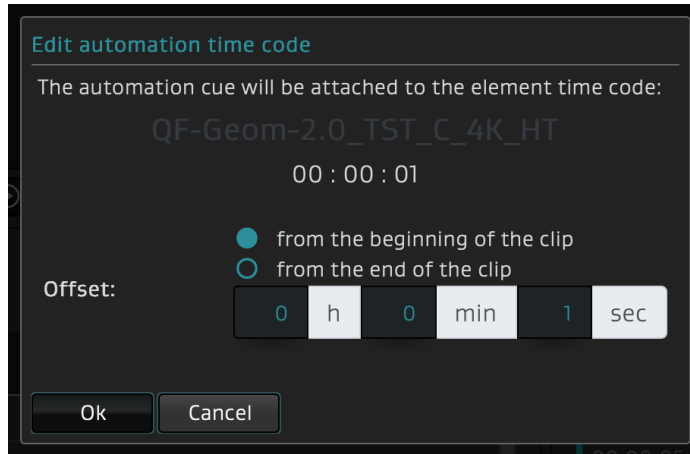 Edit automation time code
The automation cue will be attached to the element time code:
QF-Geom-2.0_TST_C_4K_HT
00 : 00 : 01
from the beginning of the clip
from the end of the clip
Offset:
0 h 0 min 1 sec
Ok Cancel